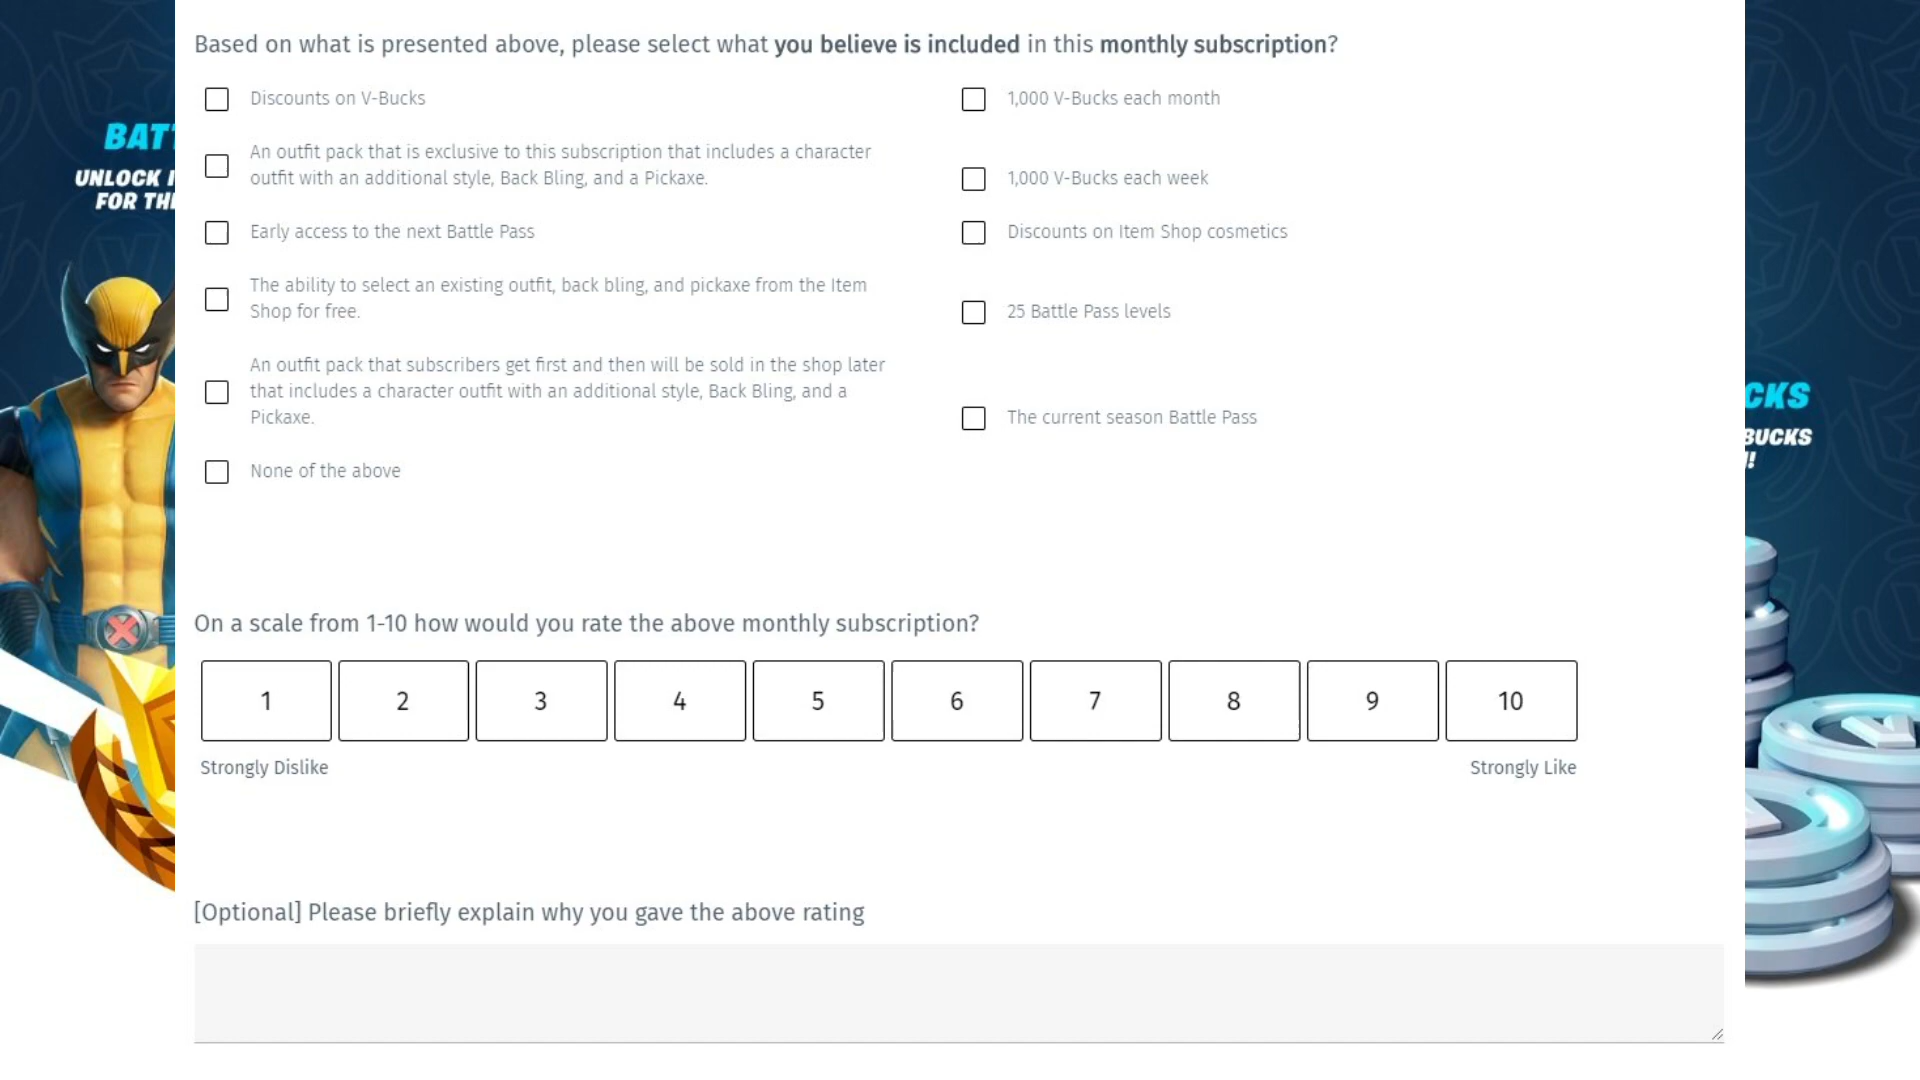 Based on what is presented above, please select what you believe is included in this monthly subscription?
Discounts on V-Bucks
1,000 V-Bucks each month
An outfit pack that is exclusive to this subscription that includes a character
outfit with an additional style, Back Bling, and a Pickaxe.
1,000 V-Bucks each week
Early access to the next Battle Pass
Discounts on Item Shop cosmetics
The ability to select an existing outfit, back bling, and pickaxe from the Item
Shop for free.
25 Battle Pass levels
An outfit pack that subscribers get first and then will be sold in the shop later
that includes a character outfit with an additional style, Back Bling, and a
Pickaxe.
The current season Battle Pass
None of the above
On a scale from 1-10 how would you rate the above monthly subscription?
1 2 3 4 5 6 7 8 9 10
Strongly Dislike
Strongly Like
[Optional] Please briefly explain why you gave the above rating
UNLOCK
FOR